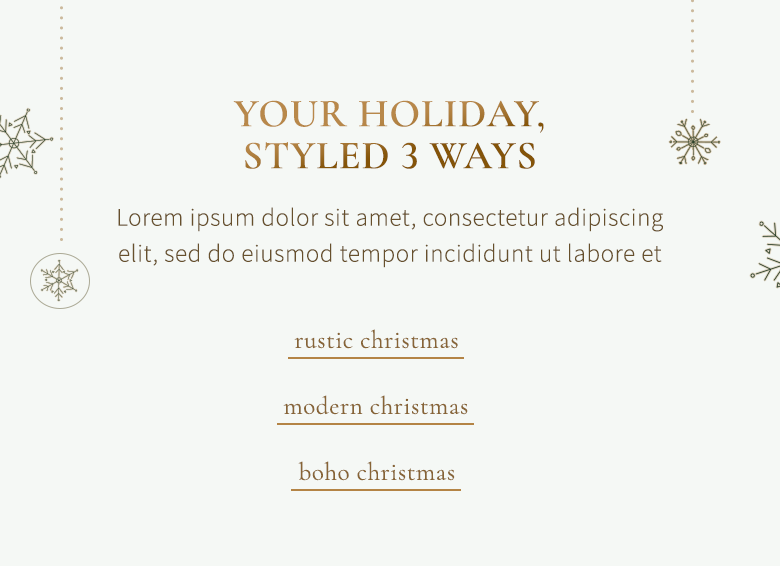 YOUR HOLIDAY,
STYLED 3 WAYS
Lorem ipsum dolor sit amet, consectetur adipiscing
elit, sed do eiusmod tempor incididunt ut labore et
rustic christmas
modern christmas
boho christmas